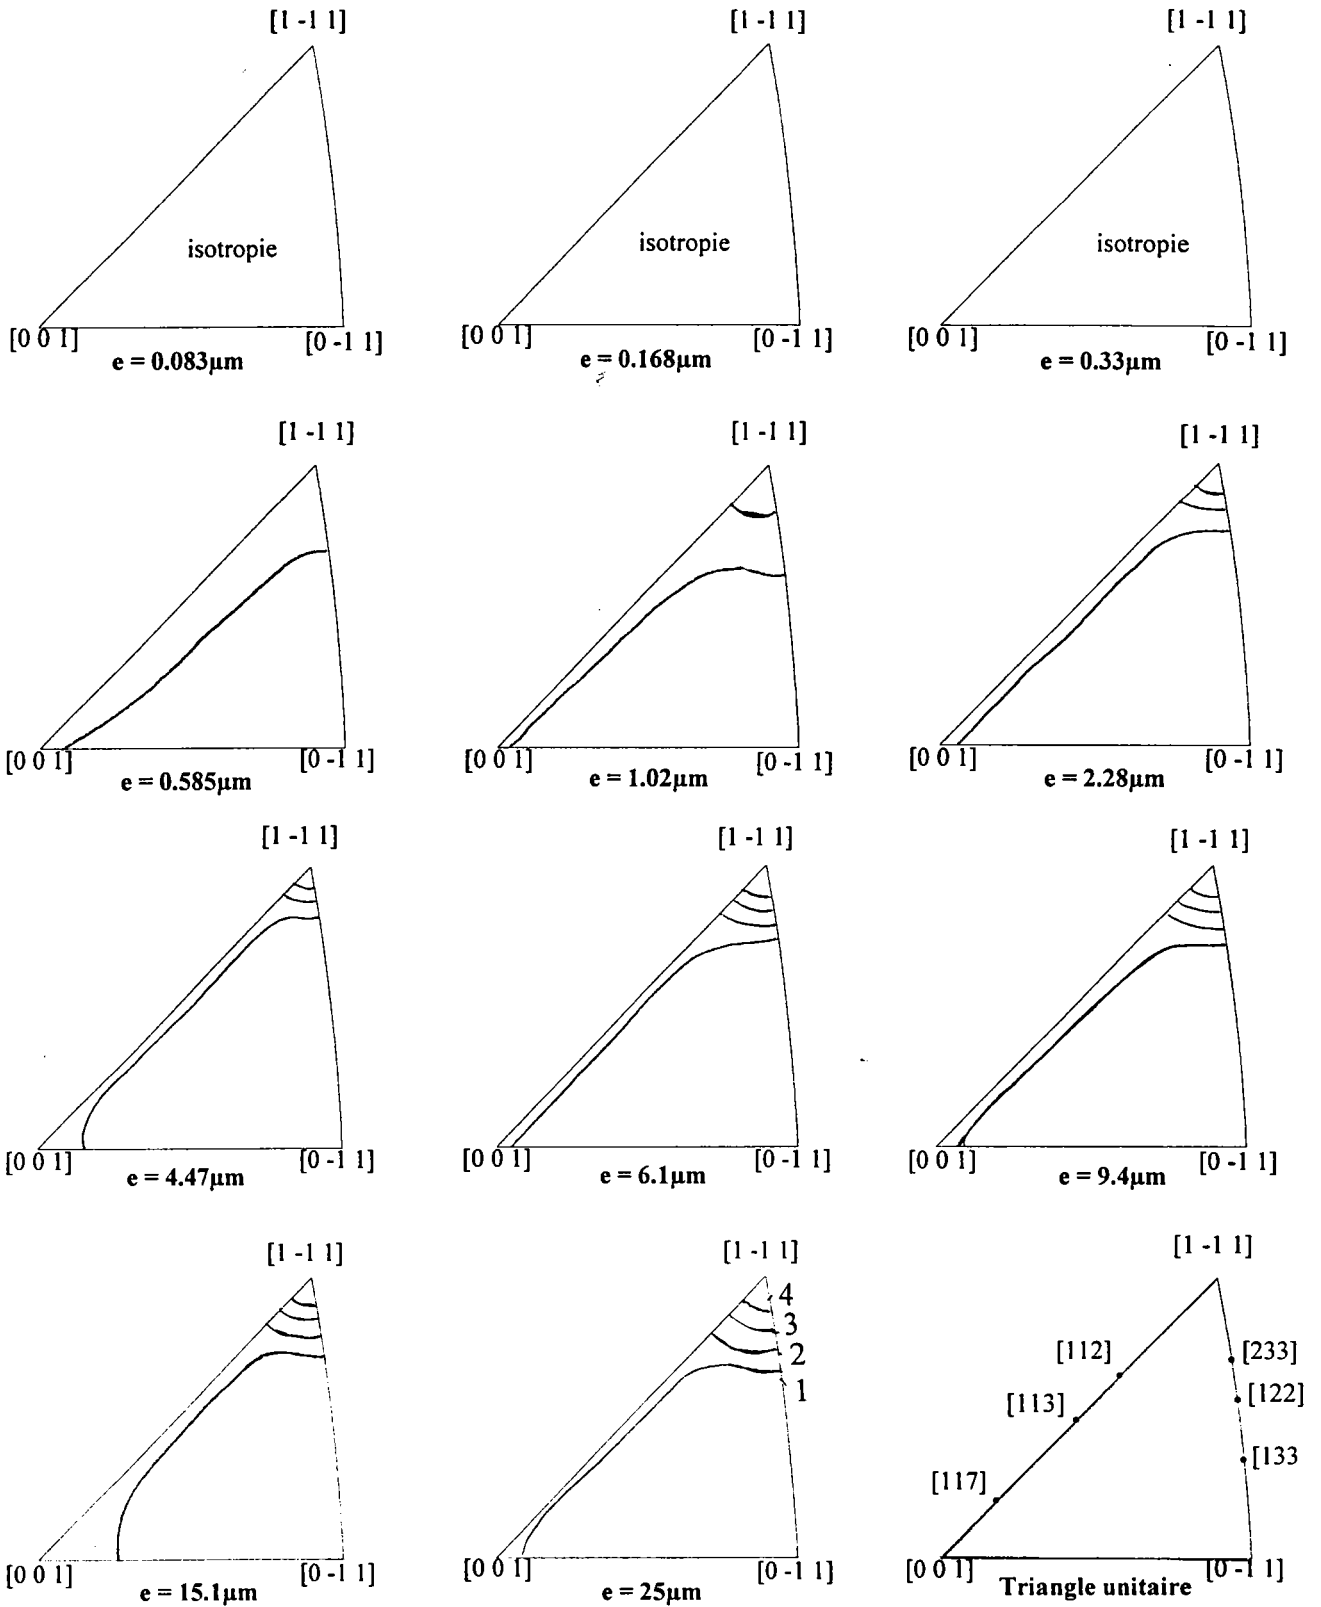 [1 -1 1] [1 -1 1] [1 -1 1]
isotropie isotropie isotropie
[0 0 1] [0 -1 1] [0 0 1] [0 -1 1] [0 0 1] [0 -1 1]
e = 0.083µm e = 0.168µm e = 0.33µm
[1 -1 1] [1 -1 1] [1 -1 1]
[0 0 1] [0 -1 1] [0 0 1] [0 -1 1] [0 0 1] [0 -1 1]
e = 0.585µm e = 1.02µm e = 2.28µm
[1 -1 1] [1 -1 1] [1 -1 1]
[0 0 1] [0 -1 1] [0 0 1] [0 -1 1] [0 0 1] [0 -1 1]
e = 4.47µm e = 6.1µm e = 9.4µm
[1 -1 1] [1 -1 1] [1 -1 1]
4
3
2
1
[112] [233]
[113] [122]
[133
[117]
[0 0 1] [0 -1 1] [0 0 1] [0 -1 1] [0 0 1] [0 -1 1]
e = 15.1µm e = 25µm Triangle unitaire